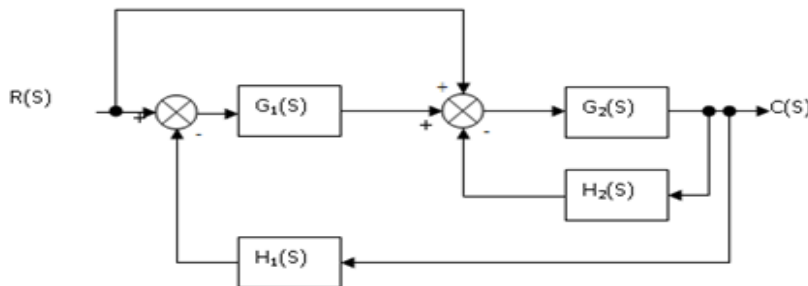 +
R(S)
G₁(S)
G₂(S)
C(S)
+
-
+
-
H₂(S)
H₁(S)